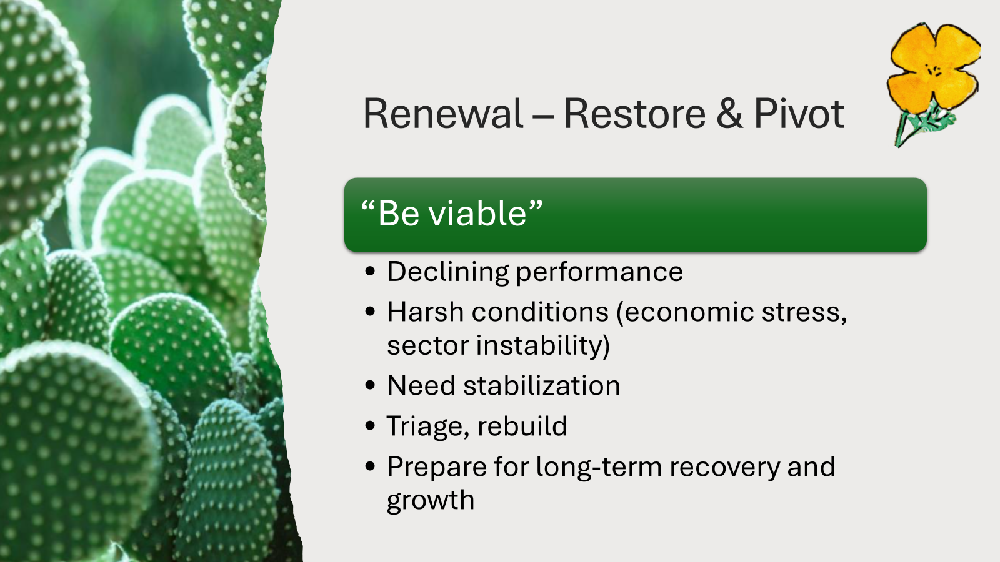 Renewal – Restore & Pivot
“Be viable”
• Declining performance
• Harsh conditions (economic stress,
sector instability)
• Need stabilization
• Triage, rebuild
• Prepare for long-term recovery and
growth